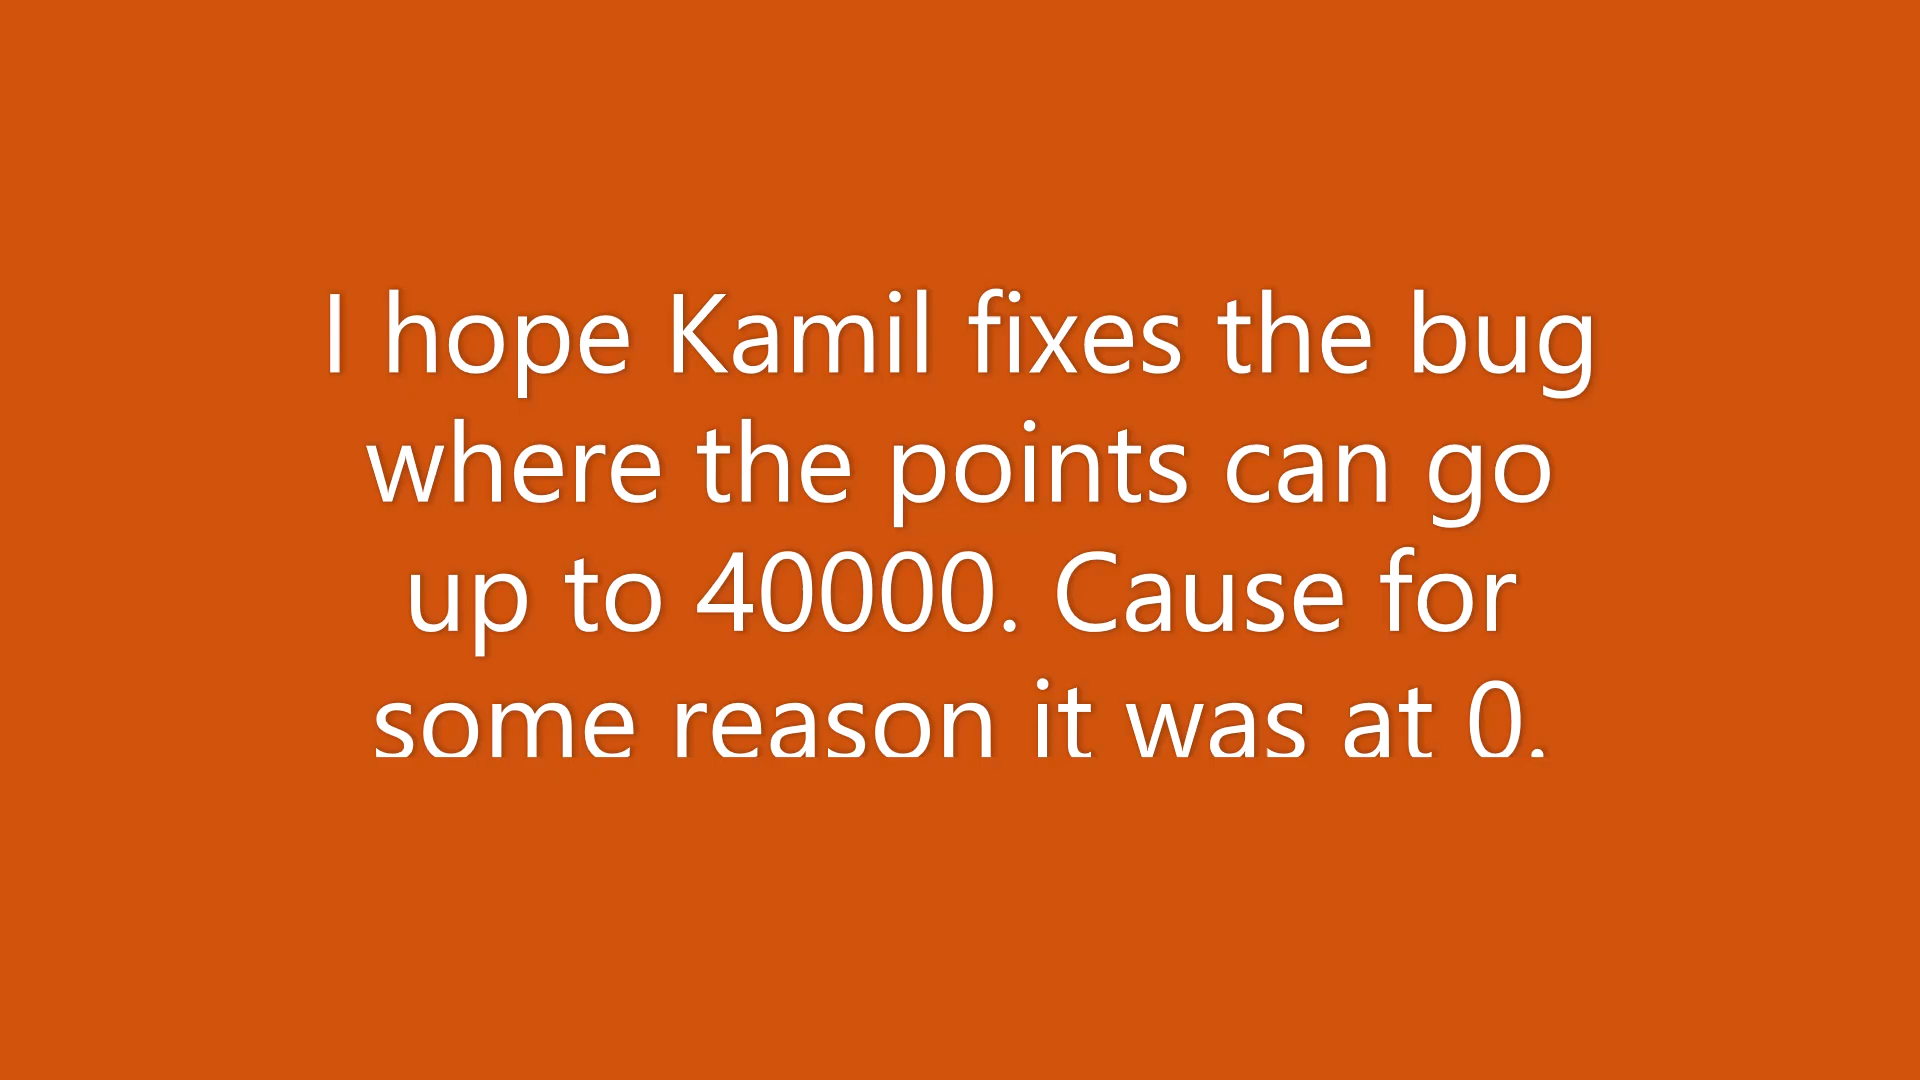 I hope Kamil fixes the bug
where the points can go
up to 40000. Cause for
some reason it was at 0.